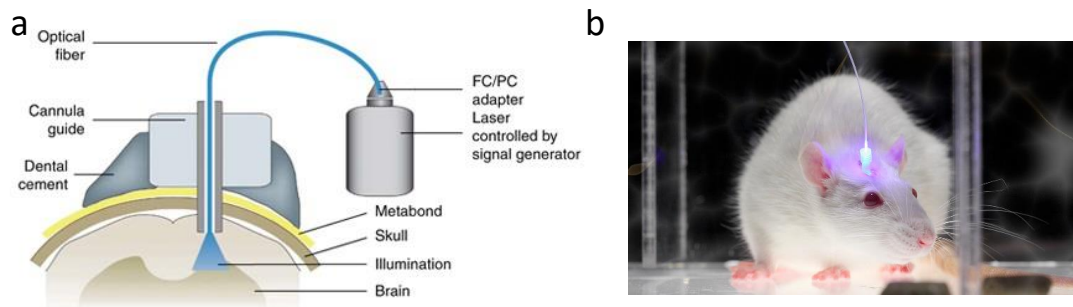 a
Optical
fiber
Cannula
guide
Dental
cement
FC/PC
adapter
Laser
controlled by
signal generator
Metabond
Skull
Illumination
Brain
b